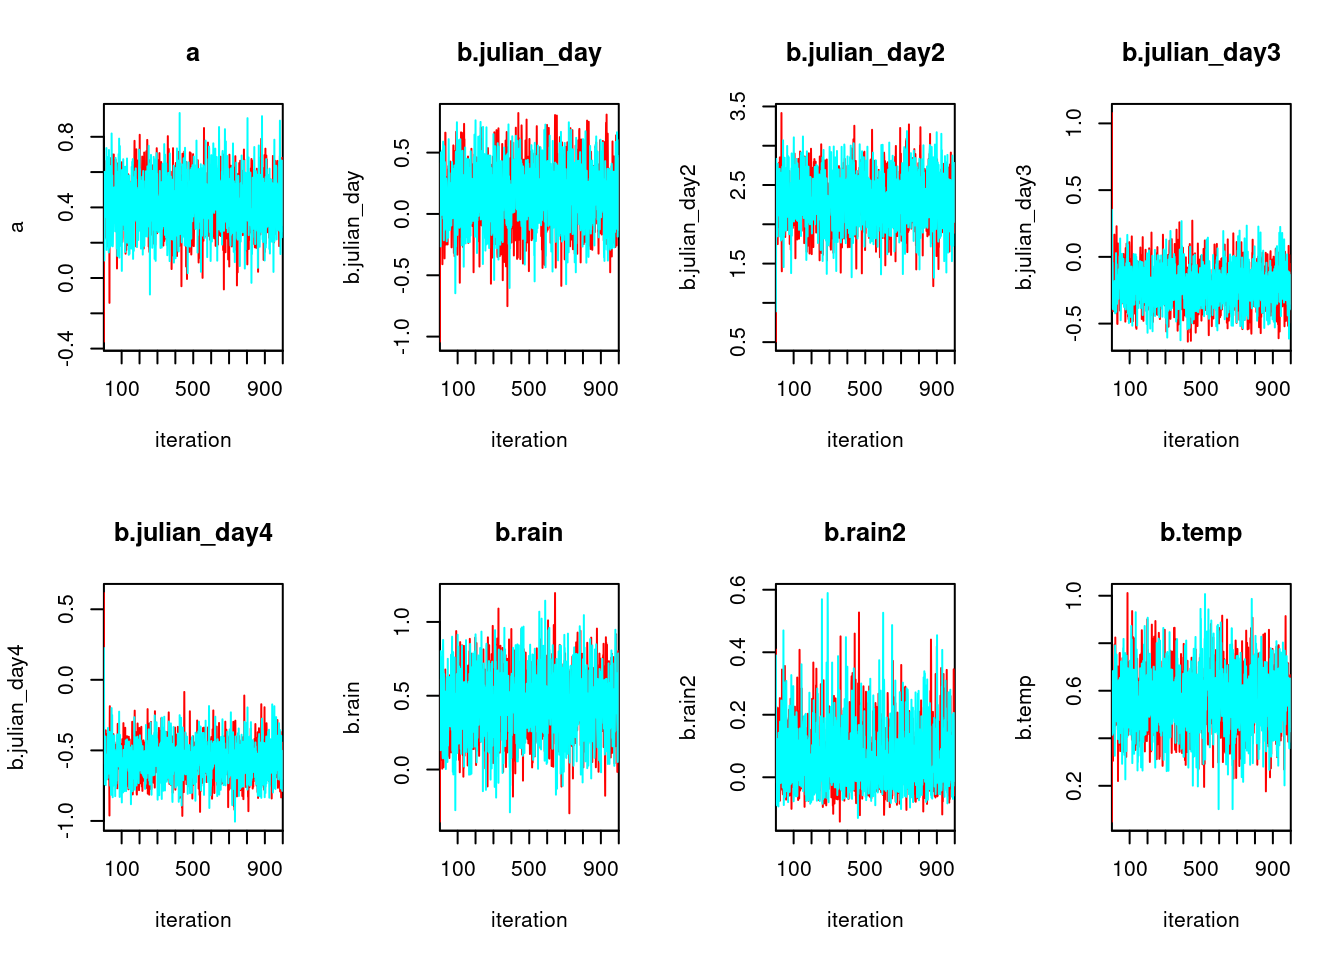 a b.julian_day b.julian_day2 b.julian_day3
a
0.8
0.4
0.0
-0.4
100 500 900
iteration
b.julian_day
0.5
0.0
-0.5
-1.0
100 500 900
iteration
b.julian_day2
3.5
2.5
1.5
0.5
100 500 900
iteration
b.julian_day3
1.0
0.5
0.0
-0.5
100 500 900
iteration
b.julian_day4 b.rain b.rain2 b.temp
b.julian_day4
0.5
0.0
-0.5
-1.0
100 500 900
iteration
b.rain
1.0
0.5
0.0
100 500 900
iteration
b.rain2
0.6
0.4
0.2
0.0
100 500 900
iteration
b.temp
1.0
0.6
0.2
100 500 900
iteration